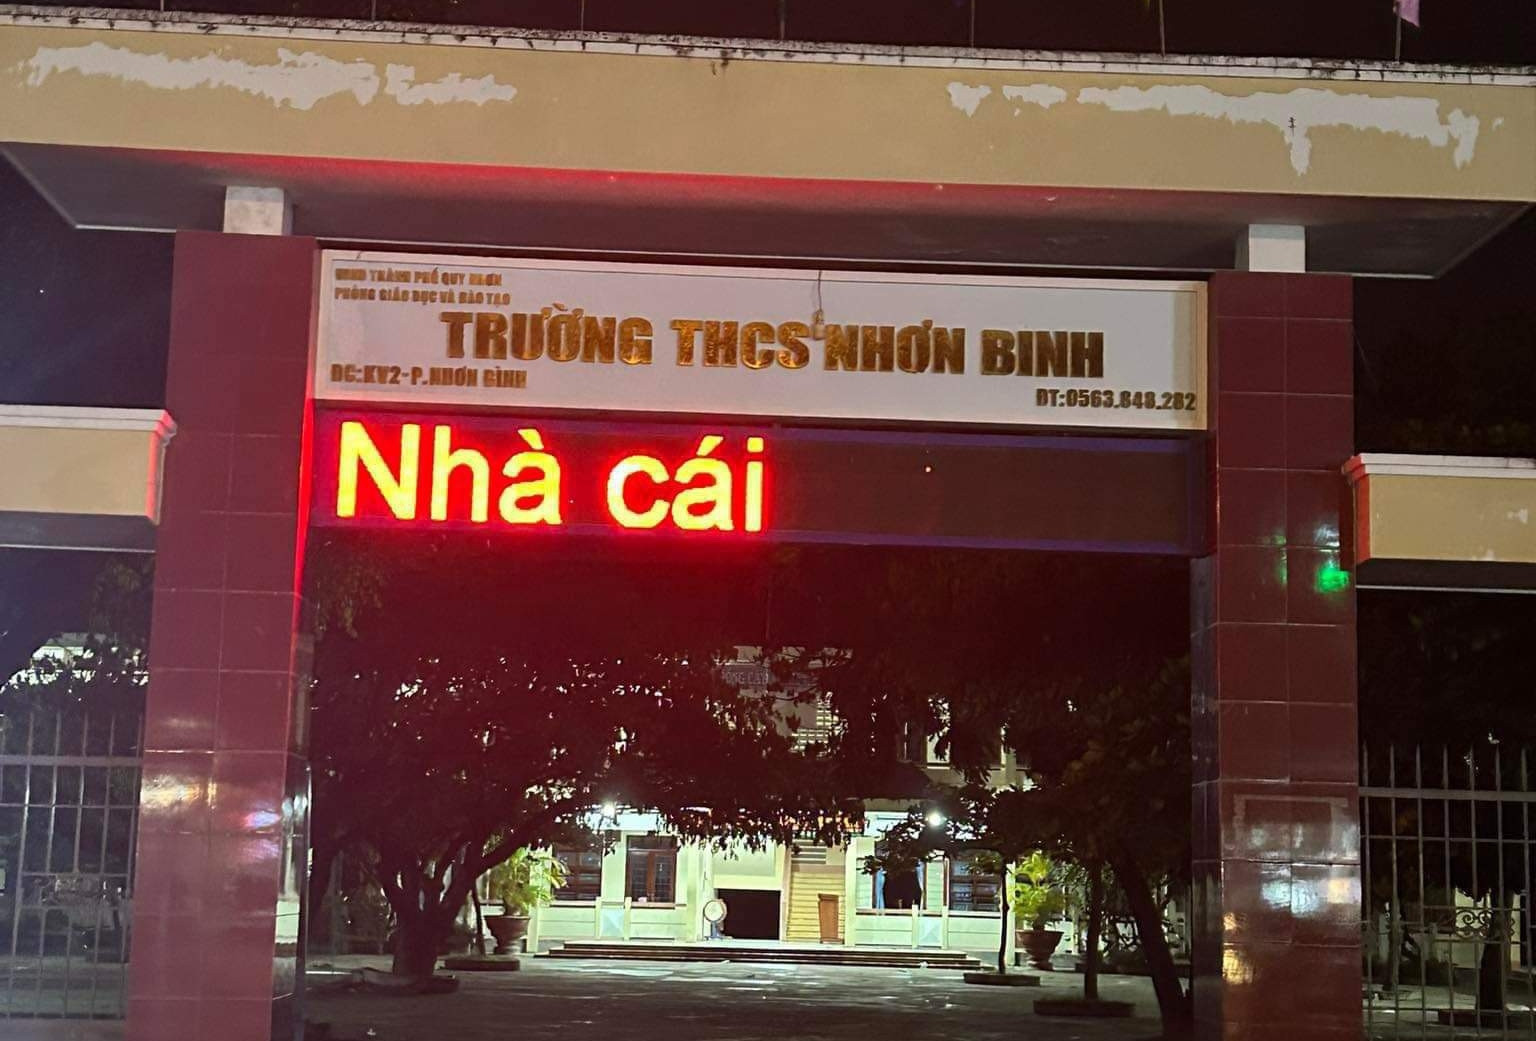 UBND THÀNH PHỐ QUY NHƠN
PHÒNG GIÁO DỤC VÀ ĐÀO TẠO
TRƯỜNG THCS NHƠN BINH
ĐC:KV2-P.NHƠN BÌNH
ĐT:0563.848.282
Nhà cái